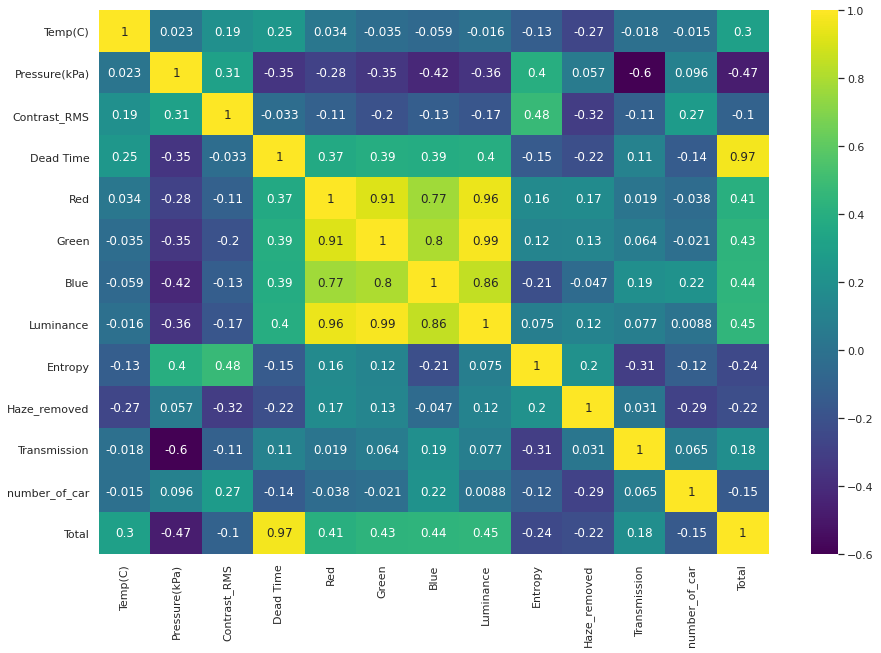 Temp(C) 1 0.023 0.19 0.25 0.034 -0.035 -0.059 -0.016 -0.13 -0.27 -0.018 -0.015 0.3
Pressure(kPa) 0.023 1 0.31 -0.35 -0.28 -0.35 -0.42 -0.36 0.4 0.057 -0.6 0.096 -0.47
Contrast_RMS 0.19 0.31 1 -0.033 -0.11 -0.2 -0.13 -0.17 0.48 -0.32 -0.11 0.27 -0.1
Dead Time 0.25 -0.35 -0.033 1 0.37 0.39 0.39 0.4 -0.15 -0.22 0.11 -0.14 0.97
Red 0.034 -0.28 -0.11 0.37 1 0.91 0.77 0.96 0.16 0.17 0.019 -0.038 0.41
Green -0.035 -0.35 -0.2 0.39 0.91 1 0.8 0.99 0.12 0.13 0.064 -0.021 0.43
Blue -0.059 -0.42 -0.13 0.39 0.77 0.8 1 0.86 -0.21 -0.047 0.19 0.22 0.44
Luminance -0.016 -0.36 -0.17 0.4 0.96 0.99 0.86 1 0.075 0.12 0.077 0.0088 0.45
Entropy -0.13 0.4 0.48 -0.15 0.16 0.12 -0.21 0.075 1 0.2 -0.31 -0.12 -0.24
Haze_removed -0.27 0.057 -0.32 -0.22 0.17 0.13 -0.047 0.12 0.2 1 0.031 -0.29 -0.22
Transmission -0.018 -0.6 -0.11 0.11 0.019 0.064 0.19 0.077 -0.31 0.031 1 0.065 0.18
number_of_car -0.015 0.096 0.27 -0.14 -0.038 -0.021 0.22 0.0088 -0.12 -0.29 0.065 1 -0.15
Total 0.3 -0.47 -0.1 0.97 0.41 0.43 0.44 0.45 -0.24 -0.22 0.18 -0.15 1
Temp(C)
Pressure(kPa)
Contrast_RMS
Dead Time
Red
Green
Blue
Luminance
Entropy
Haze_removed
Transmission
number_of_car
Total
1.0
0.8
0.6
0.4
0.2
0.0
−0.2
−0.4
−0.6